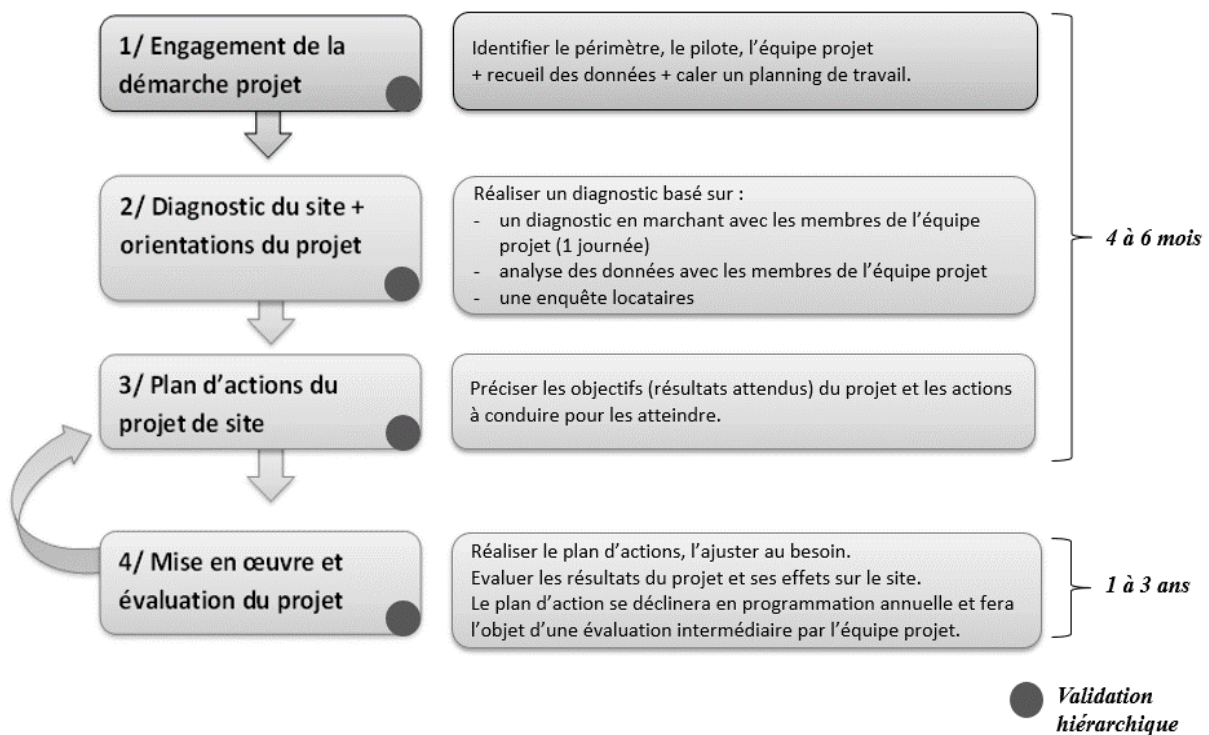 1/ Engagement de la
démarche projet
Identifier le périmètre, le pilote, l’équipe projet
+ recueil des données + caler un planning de travail.
2/ Diagnostic du site +
orientations du projet
Réaliser un diagnostic basé sur :
- un diagnostic en marchant avec les membres de l’équipe
projet (1 journée)
- analyse des données avec les membres de l’équipe projet
- une enquête locataires
4 à 6 mois
3/ Plan d’actions du
projet de site
Préciser les objectifs (résultats attendus) du projet et les actions
à conduire pour les atteindre.
4/ Mise en œuvre et
évaluation du projet
Réaliser le plan d’actions, l’ajuster au besoin.
Evaluer les résultats du projet et ses effets sur le site.
Le plan d’action se déclinera en programmation annuelle et fera
l’objet d’une évaluation intermédiaire par l’équipe projet.
1 à 3 ans
Validation
hiérarchique